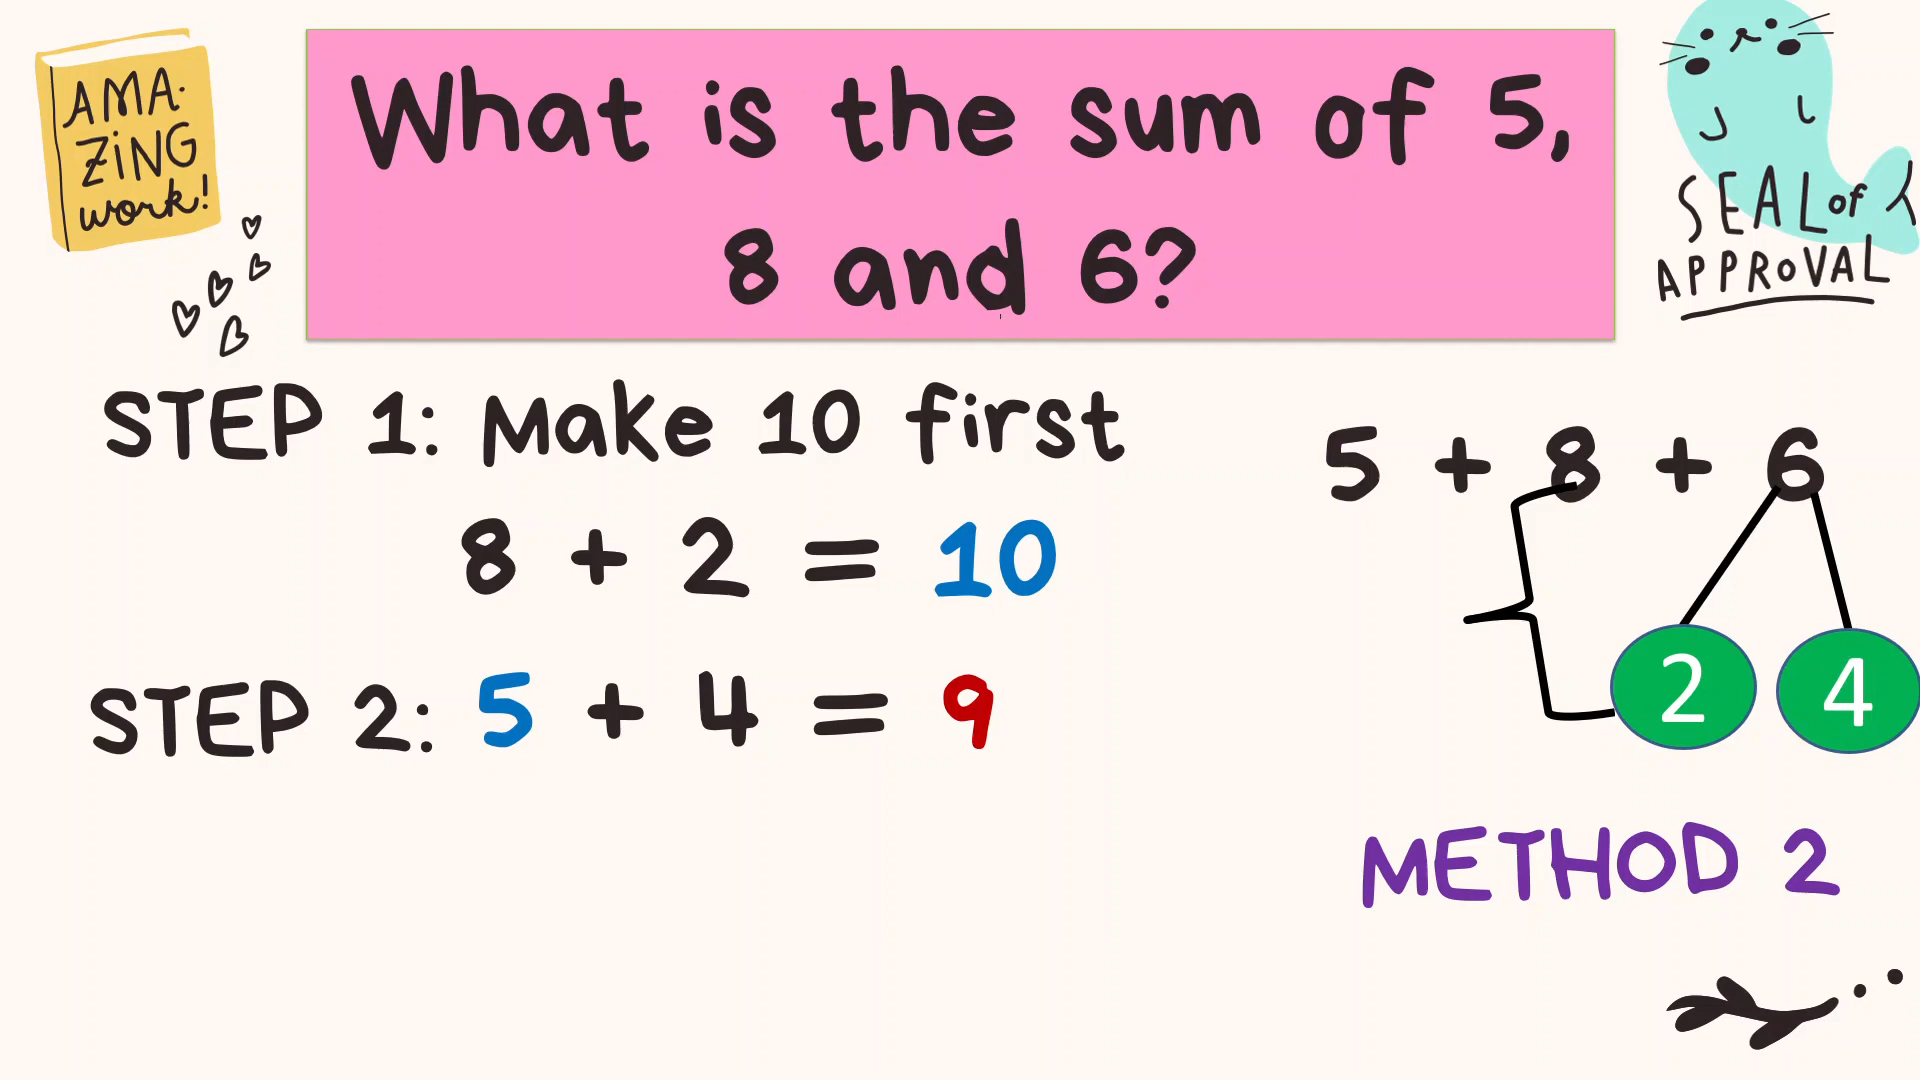 AMA-
ZiNG
work!
What is the sum of 5,
8 and 6?
SEAL of
APPROVAL
STEP 1: Make 10 first
8 + 2 = 10
STEP 2: 5 + 4 = 9
5 + 8 + 6
2 4
METHOD 2